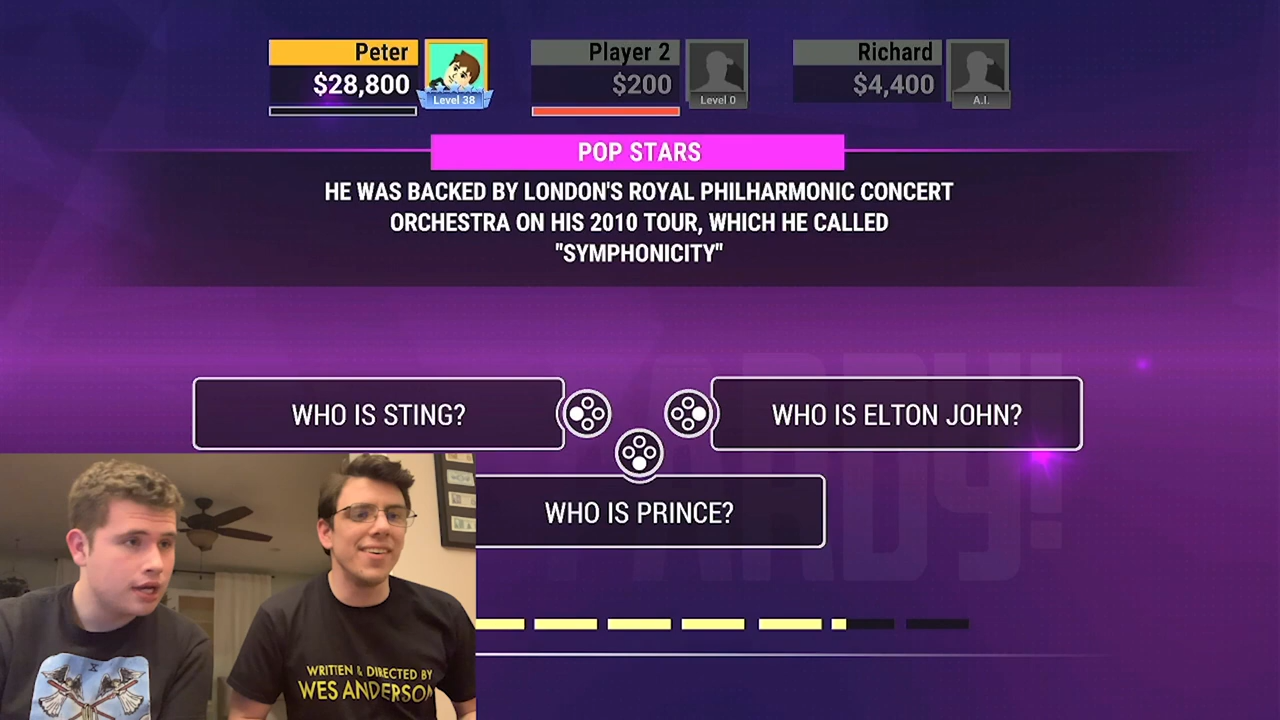 Peter
$28,800
Level 38
Player 2
$200
Level 0
Richard
$4,400
A.I.
POP STARS
HE WAS BACKED BY LONDON'S ROYAL PHILHARMONIC CONCERT
ORCHESTRA ON HIS 2010 TOUR, WHICH HE CALLED
"SYMPHONICITY"
WHO IS STING?
WHO IS ELTON JOHN?
WHO IS PRINCE?
ARDY!
WRITTEN & DIRECTED BY
WES ANDERSON
X